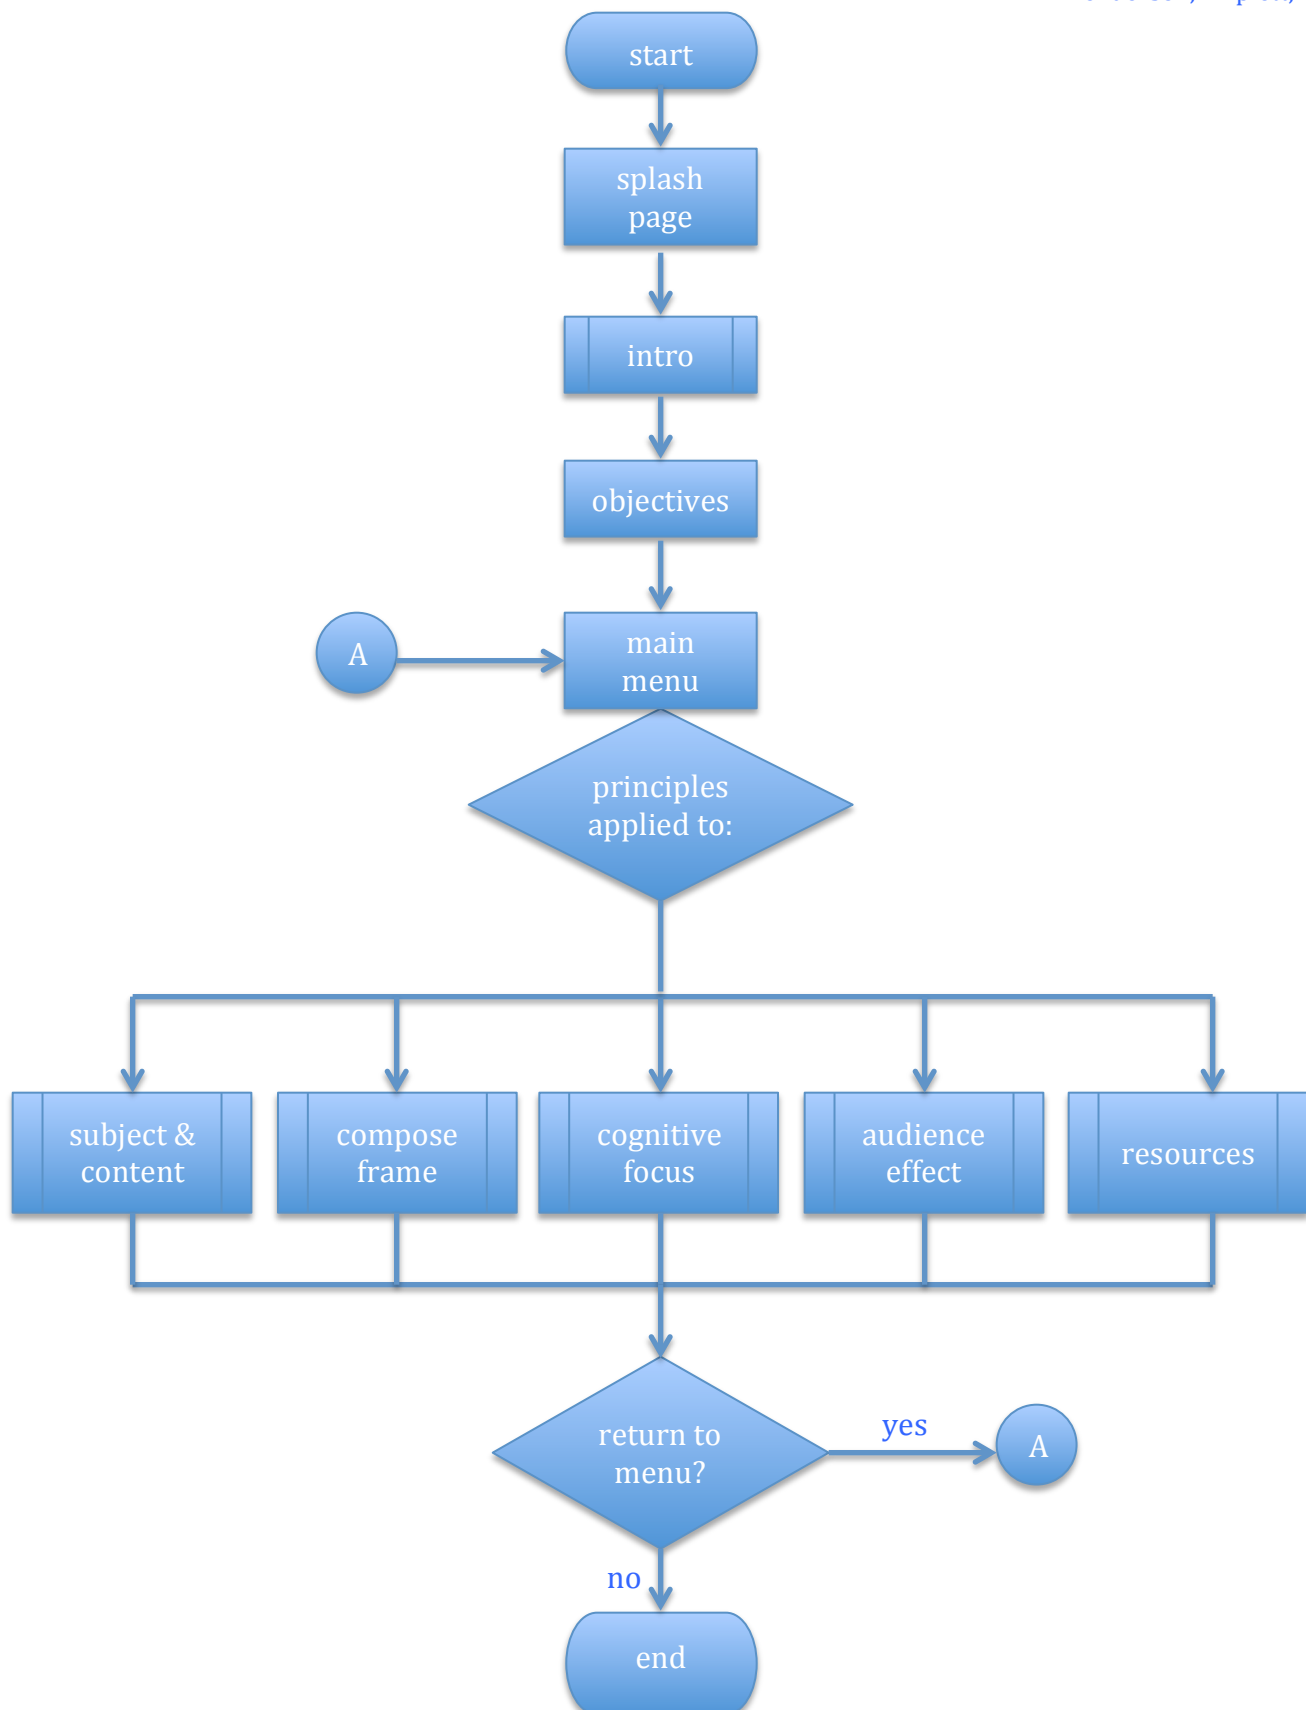 start
splash
page
intro
objectives
A
main
menu
principles
applied to:
subject &
content
compose
frame
cognitive
focus
audience
effect
resources
return to
menu?
yes
A
no
end